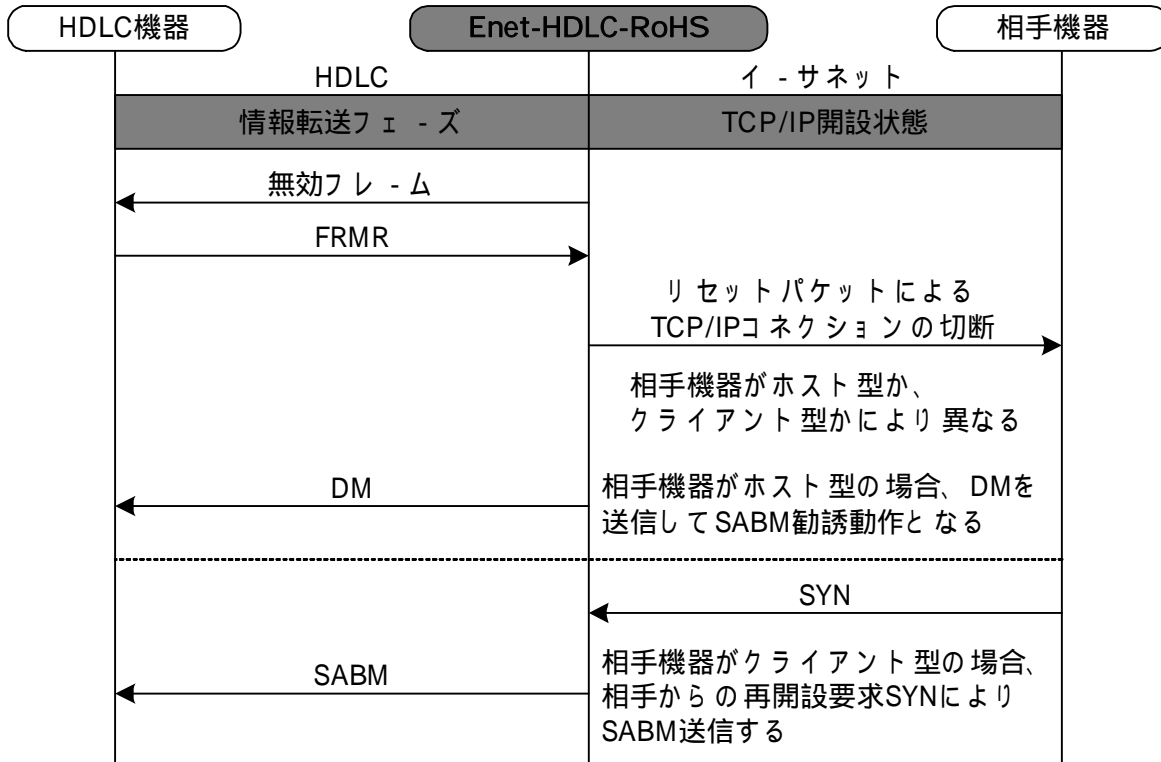 HDLC機器
Enet-HDLC-RoHS
相手機器
HDLC
イ-サネット
情報転送フェ-ズ
TCP/IP開設状態
無効フレ-ム
FRMR
リセットパケットによる
TCP/IPコネクションの切断
相手機器がホスト型か、
クライアント型かにより異なる
DM
相手機器がホスト型の場合、DMを
送信してSABM勧誘動作となる
SYN
SABM
相手機器がクライアント型の場合、
相手からの再開設要求SYNにより
SABM送信する